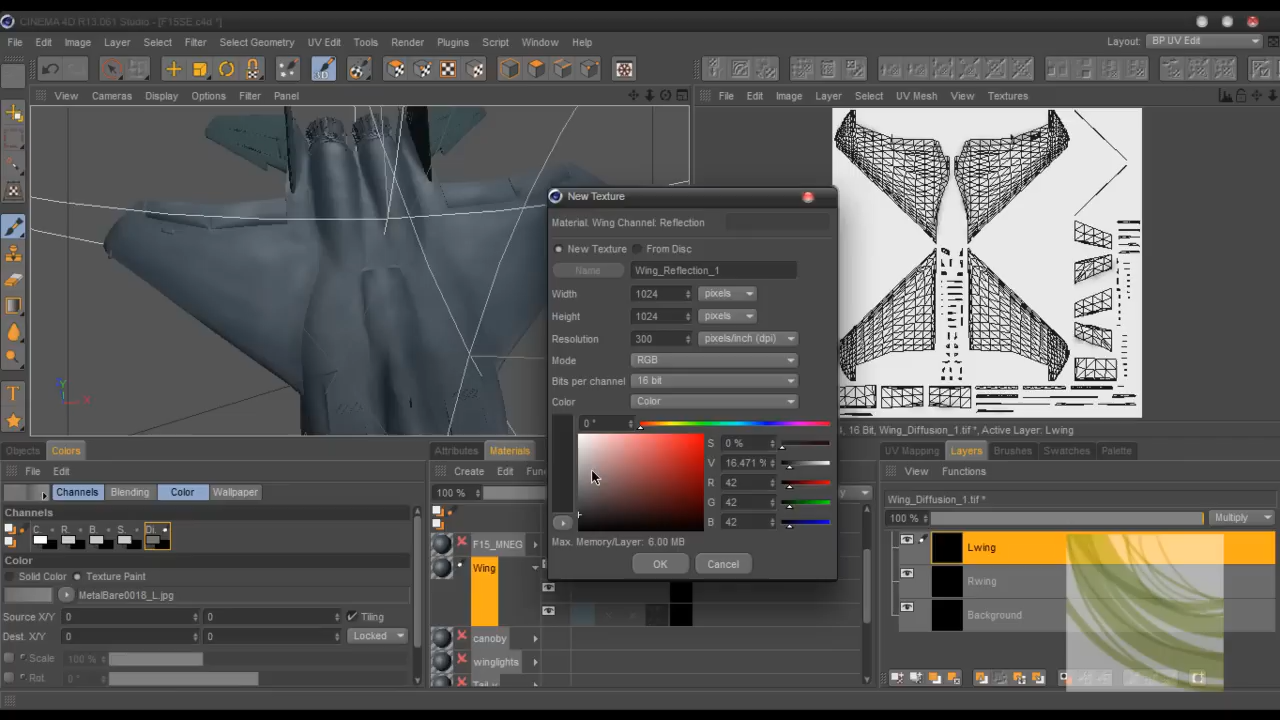 CINEMA 4D R13.061 Studio - [F15SE.c4d *]
File Edit Image Layer Select Filter Select Geometry UV Edit Tools Render Plugins Script Window Help
Layout: BP UV Edit
View Cameras Display Options Filter Panel
File Edit Image Layer Select UV Mesh View Textures
New Texture
Material: Wing Channel: Reflection
New Texture From Disc
Name Wing_Reflection_1
Width 1024 pixels
Height 1024 pixels
Resolution 300 pixels/inch (dpi)
Mode RGB
Bits per channel 16 bit
Color Color
0 °
S 0 %
V 16.471 %
R 42
G 42
B 42
Max. Memory/Layer: 6.00 MB
OK Cancel
, 16 Bit, Wing_Diffusion_1.tif *, Active Layer: Lwing
Objects Colors
File Edit
Channels Blending Color Wallpaper
Channels
C. R. B. S. Di.
Color
Solid Color Texture Paint
MetalBare0018_L.jpg
Source X/Y 0 0 Tiling
Dest. X/Y 0 0 Locked
Scale 100 %
Rot. 0 °
Attributes Materials
Create Edit Fun
100 %
F15_MNEG
Wing
canoby
winglights
UV Mapping Layers Brushes Swatches Palette
View Functions
Wing_Diffusion_1.tif *
100 % Multiply
Lwing
Rwing
Background